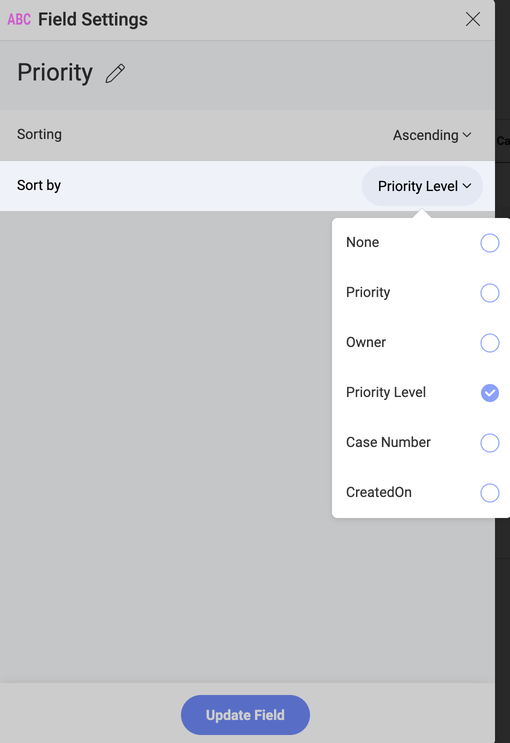 ABC Field Settings
Priority
Sorting Ascending
Sort by Priority Level
None
Priority
Owner
Priority Level
Case Number
CreatedOn
Update Field